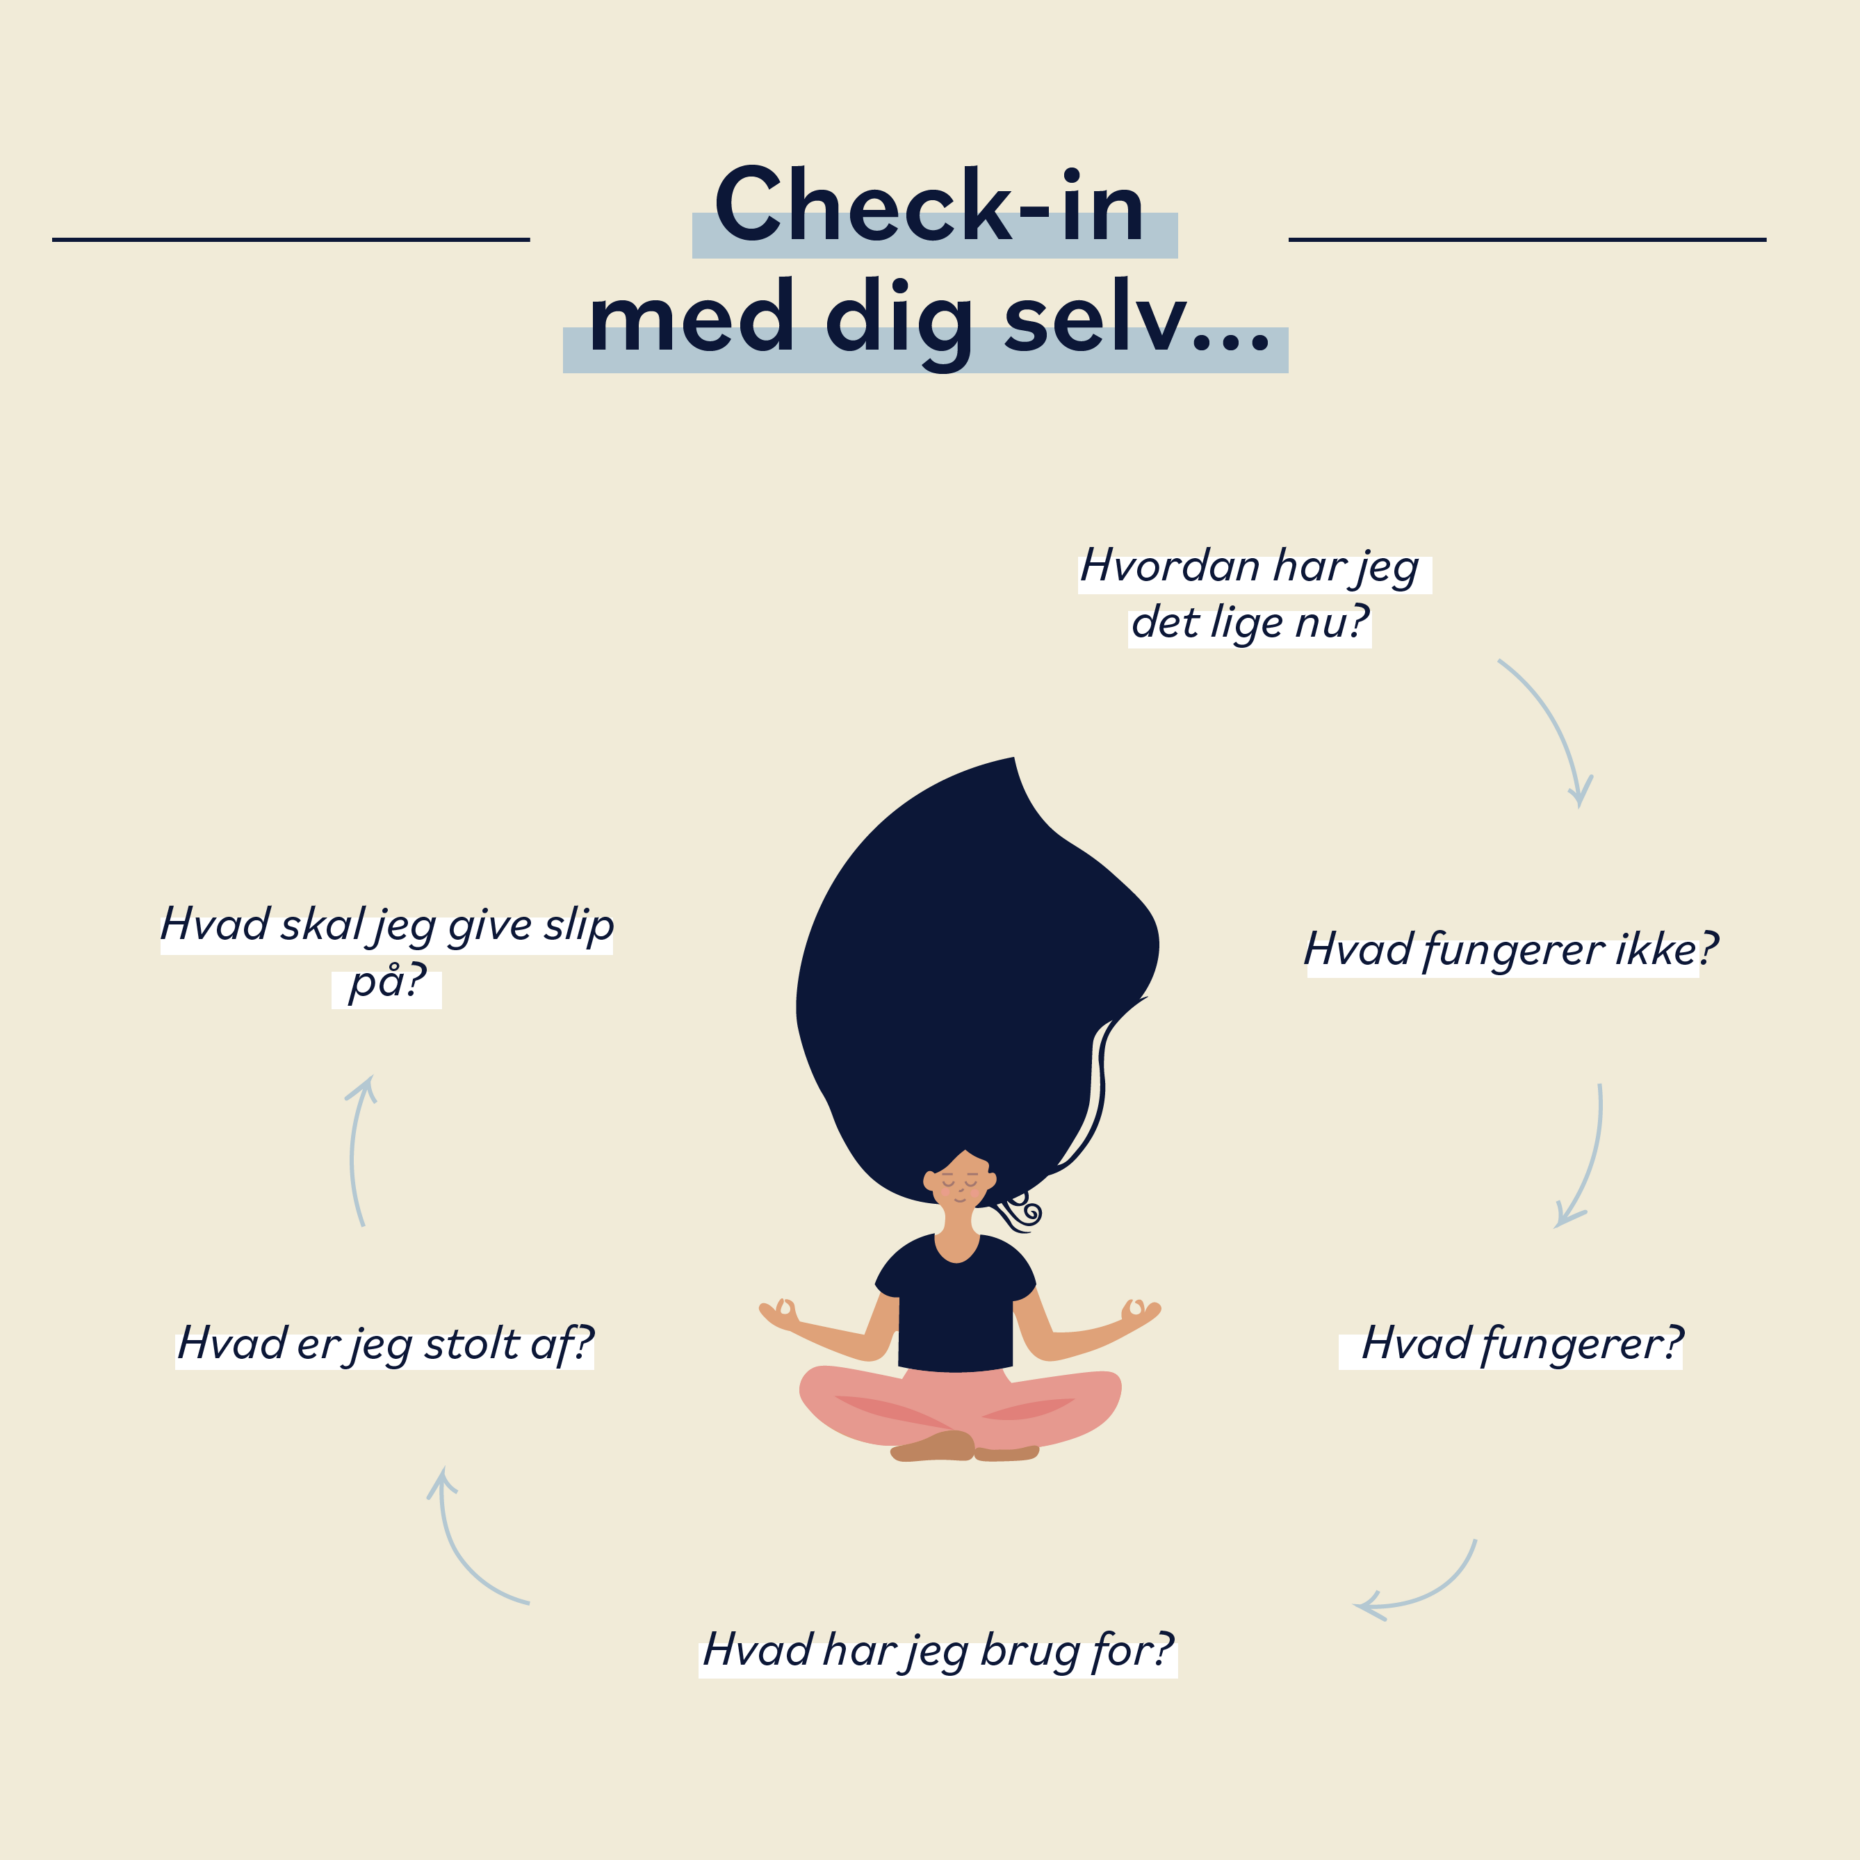 Check-in
med dig selv...
Hvordan har jeg
det lige nu?
Hvad fungerer ikke?
Hvad fungerer?
Hvad har jeg brug for?
Hvad er jeg stolt af?
Hvad skal jeg give slip
på?